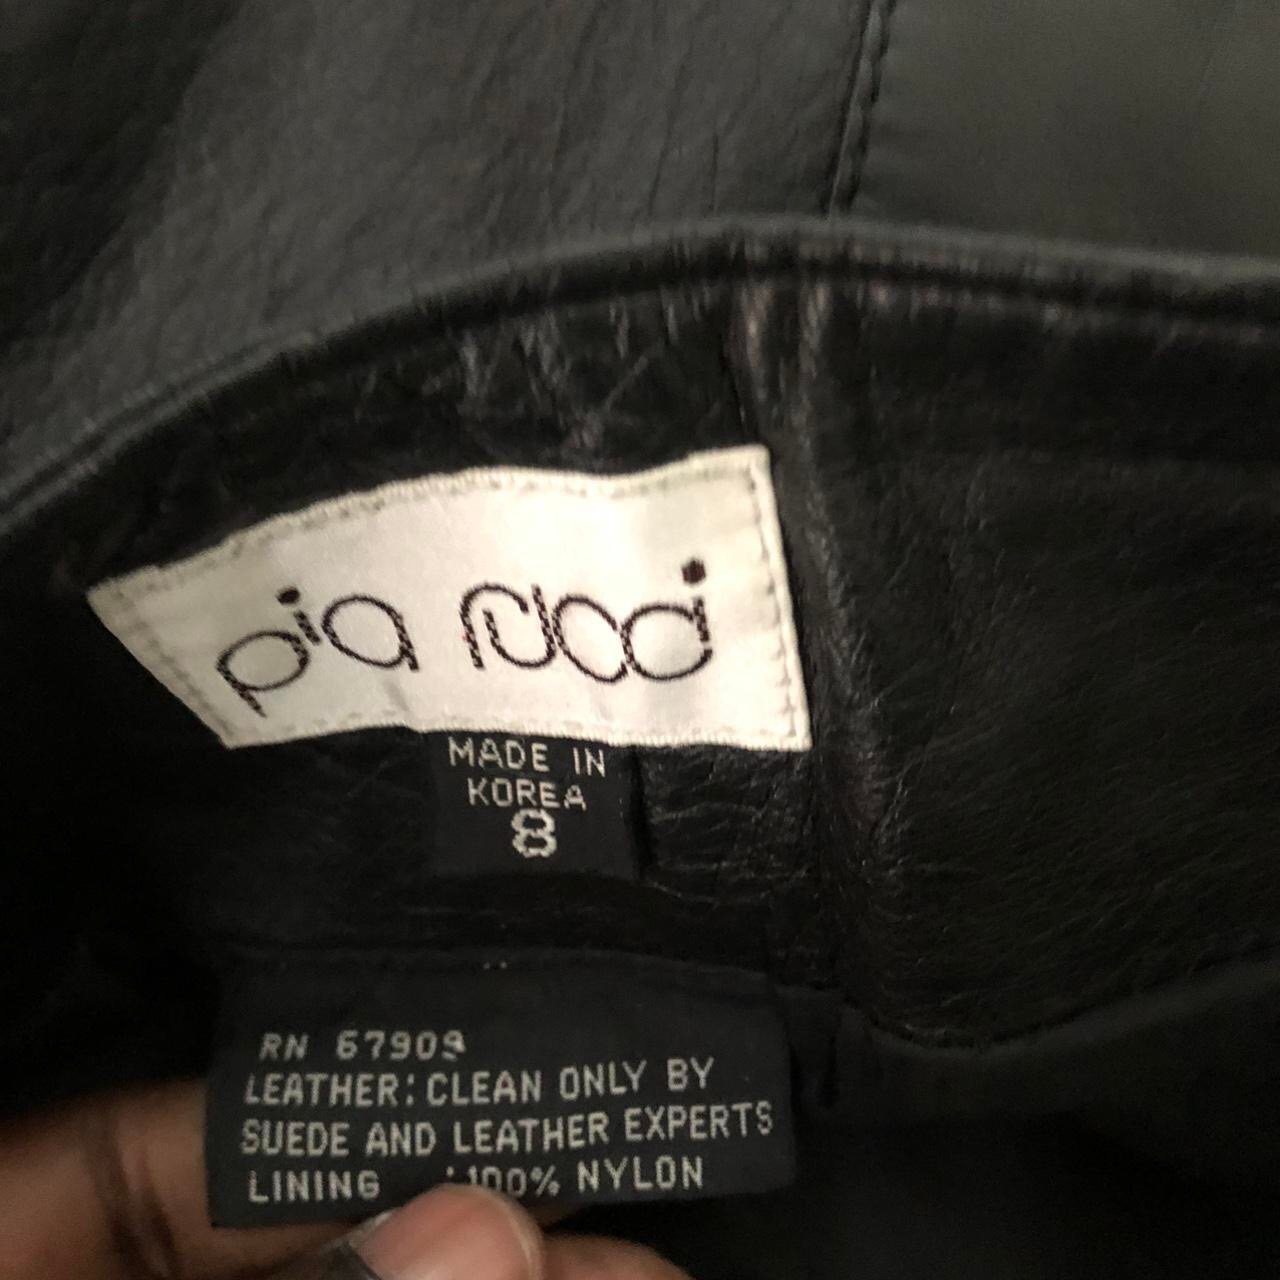 pia rucci
MADE IN
KOREA
8
RN 67909
LEATHER: CLEAN ONLY BY
SUEDE AND LEATHER EXPERTS
LINING : 100% NYLON